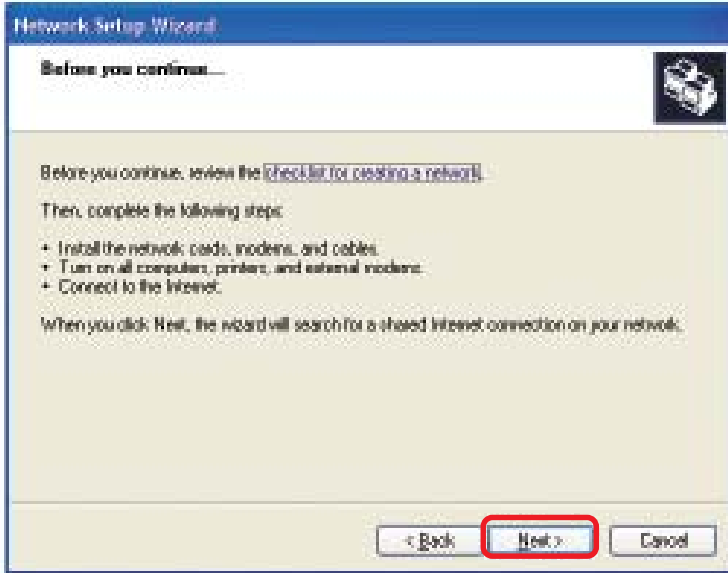 Network Setup Wizard
Before you continue...
Before you continue, review the checklist for creating a network.
Then, complete the following steps:
• Install the network cards, modems, and cables.
• Turn on all computers, printers, and external modems.
• Connect to the Internet.
When you click Next, the wizard will search for a shared Internet connection on your network.
< Back Next > Cancel